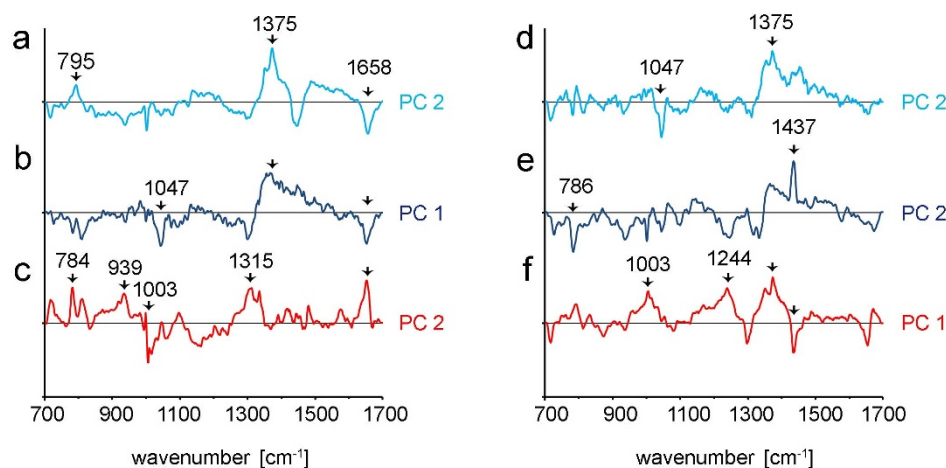 a
1375
795
1658
PC 2
b
1047
PC 1
c
784
939
1003
1315
PC 2
700 900 1100 1300 1500 1700
wavenumber [cm⁻¹]
d
1375
1047
PC 2
e
1437
786
PC 2
f
1003
1244
PC 1
700 900 1100 1300 1500 1700
wavenumber [cm⁻¹]